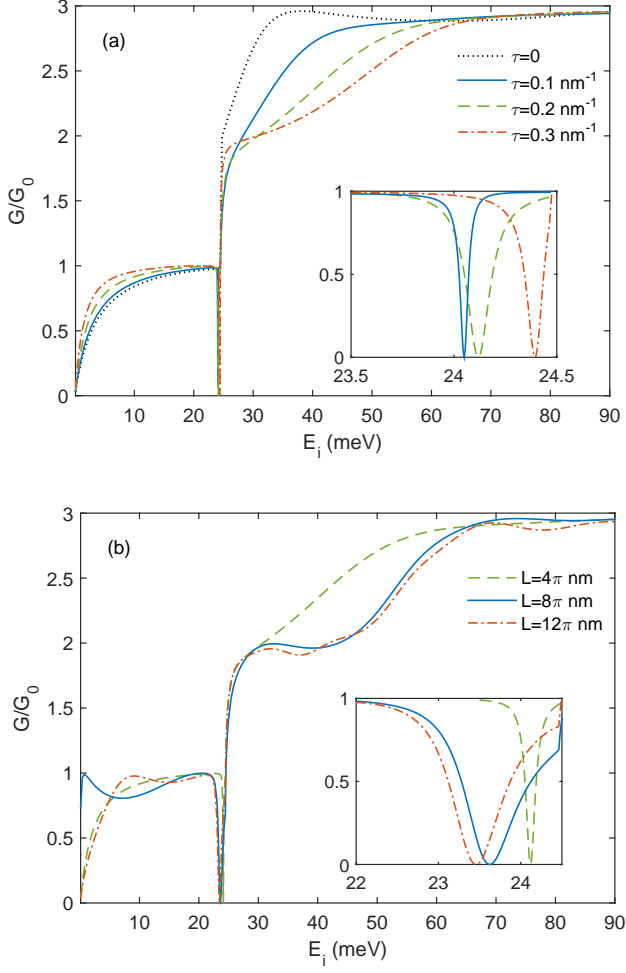 3
(a)
2.5
τ=0
τ=0.1 nm⁻¹
τ=0.2 nm⁻¹
τ=0.3 nm⁻¹
2
G/G₀
1.5
1
1
0.5
0.5
0
23.5 24 24.5
0
10 20 30 40 50 60 70 80 90
Eᵢ (meV)
3
(b)
2.5
L=4π nm
L=8π nm
L=12π nm
2
G/G₀
1.5
1
1
0.5
0.5
0
22 23 24
0
10 20 30 40 50 60 70 80 90
Eᵢ (meV)